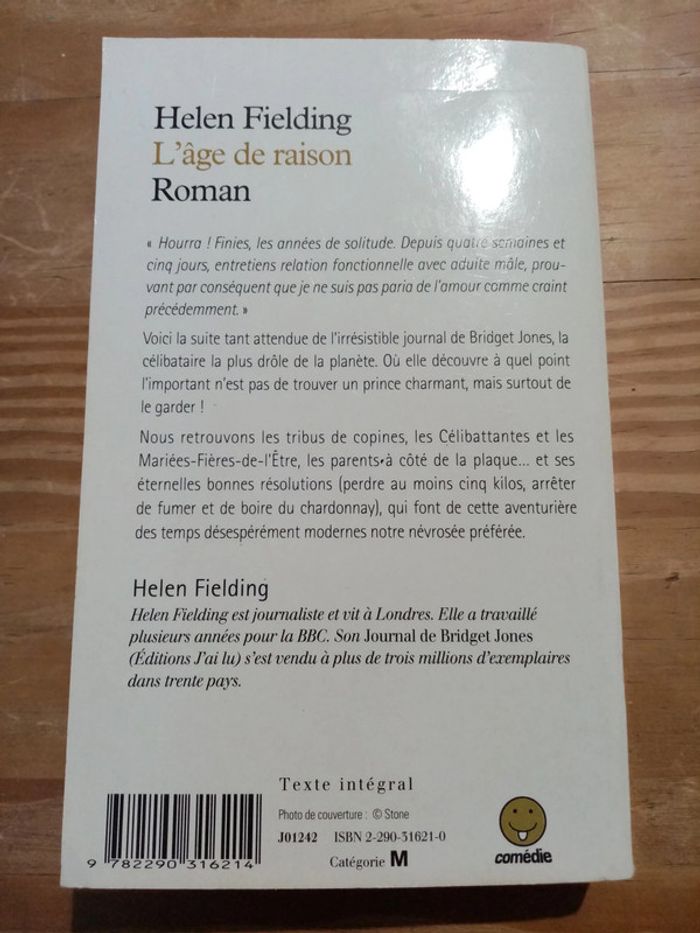 Helen Fielding
L'âge de raison
Roman
« Hourra ! Finies, les années de solitude. Depuis quatre semaines et
cinq jours, entretiens relation fonctionnelle avec adulte mâle, prou-
vant par conséquent que je ne suis pas paria de l'amour comme craint
précédemment. »
Voici la suite tant attendue de l'irrésistible journal de Bridget Jones, la
célibataire la plus drôle de la planète. Où elle découvre à quel point
l'important n'est pas de trouver un prince charmant, mais surtout de
le garder !
Nous retrouvons les tribus de copines, les Célibattantes et les
Mariées-Fières-de-l'Être, les parents à côté de la plaque... et ses
éternelles bonnes résolutions (perdre au moins cinq kilos, arrêter
de fumer et de boire du chardonnay), qui font de cette aventurière
des temps désespérément modernes notre névrosée préférée.
Helen Fielding
Helen Fielding est journaliste et vit à Londres. Elle a travaillé
plusieurs années pour la BBC. Son Journal de Bridget Jones
(Éditions J'ai lu) s'est vendu à plus de trois millions d'exemplaires
dans trente pays.
Texte intégral
Photo de couverture : © Stone
J01242 ISBN 2-290-31621-0
Catégorie M
9 782290 316214
comédie